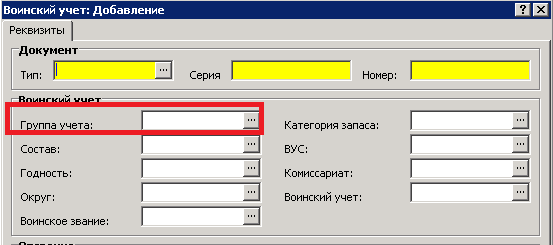 Воинский учет: Добавление
Реквизиты
Документ
Тип: ... Серия Номер: ...
Воинский учет
Группа учета: ... Категория запаса: ...
Состав: ... ВУС: ...
Годность: ... Комиссариат: ...
Округ: ... Воинский учет: ...
Воинское звание: ...